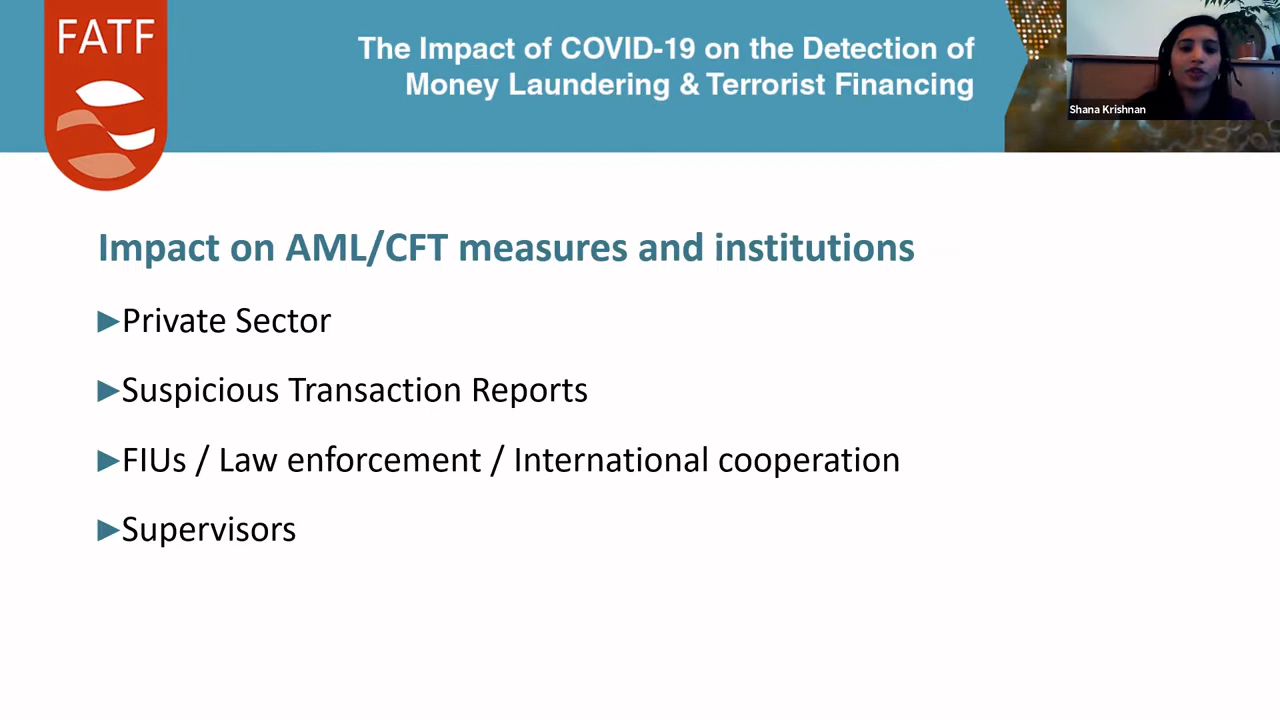 FATF
The Impact of COVID-19 on the Detection of
Money Laundering & Terrorist Financing
Shana Krishnan
Impact on AML/CFT measures and institutions
►Private Sector
►Suspicious Transaction Reports
►FIUs / Law enforcement / International cooperation
►Supervisors